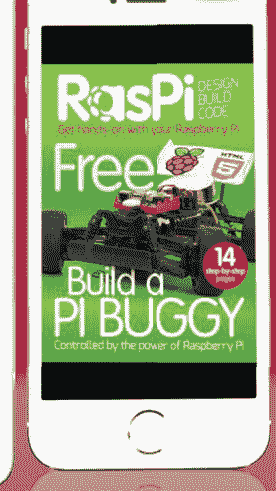 RasPi
DESIGN
BUILD
CODE
Get hands-on with your Raspberry Pi
Free
HTML
5
14
step-by-step
pages
Build a
PI BUGGY
Controlled by the power of Raspberry Pi